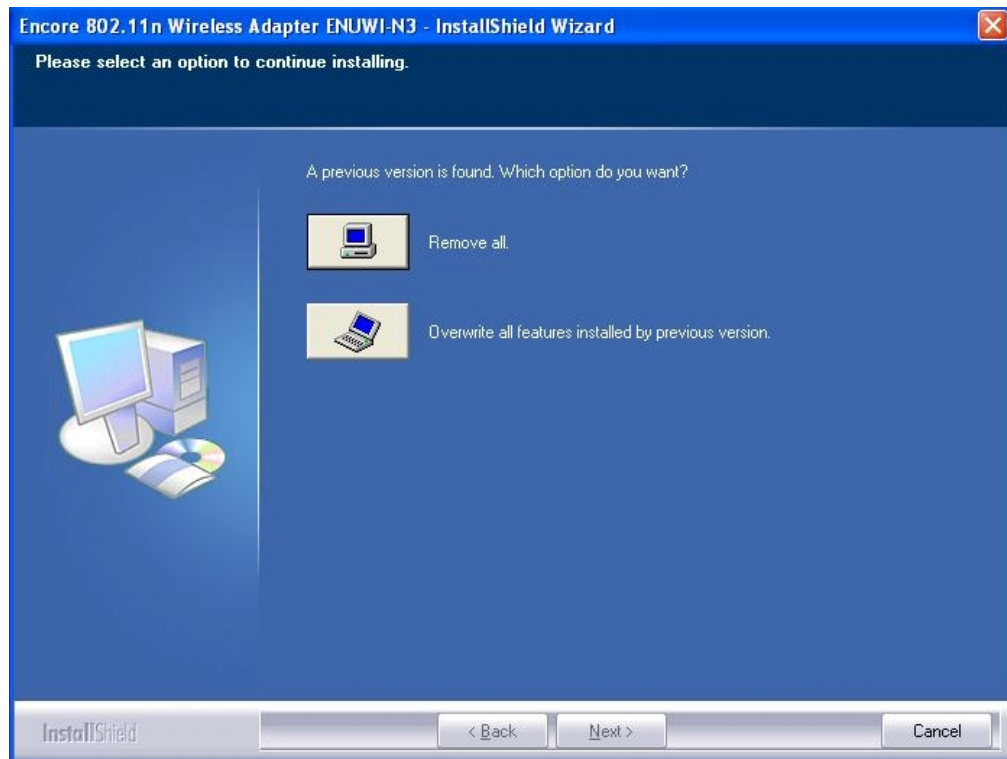 Encore 802.11n Wireless Adapter ENUWI-N3 - InstallShield Wizard
Please select an option to continue installing.
A previous version is found. Which option do you want?
Remove all.
Overwrite all features installed by previous version.
InstallShield
< Back
Next >
Cancel